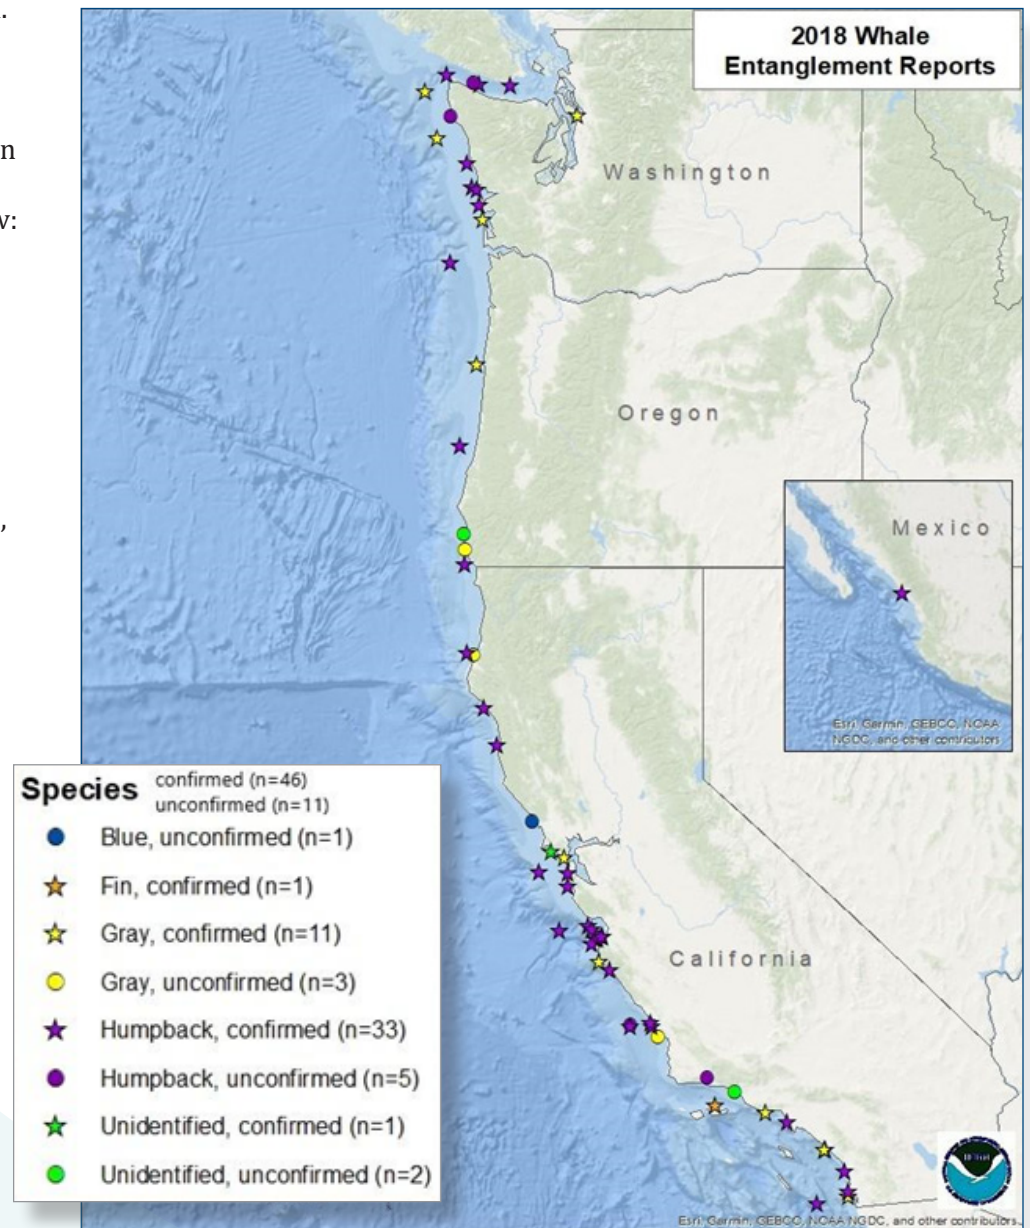 2018 Whale
Entanglement Reports
n
Washington
Oregon
,
Mexico
Esri, Garmin, GEBCO, NOAA
NGDC, and other contributors
Species
confirmed (n=46)
unconfirmed (n=11)
Blue, unconfirmed (n=1)
Fin, confirmed (n=1)
Gray, confirmed (n=11)
Gray, unconfirmed (n=3)
Humpback, confirmed (n=33)
Humpback, unconfirmed (n=5)
Unidentified, confirmed (n=1)
Unidentified, unconfirmed (n=2)
California
Esri, Garmin, GEBCO, NOAA NGDC, and other contributors